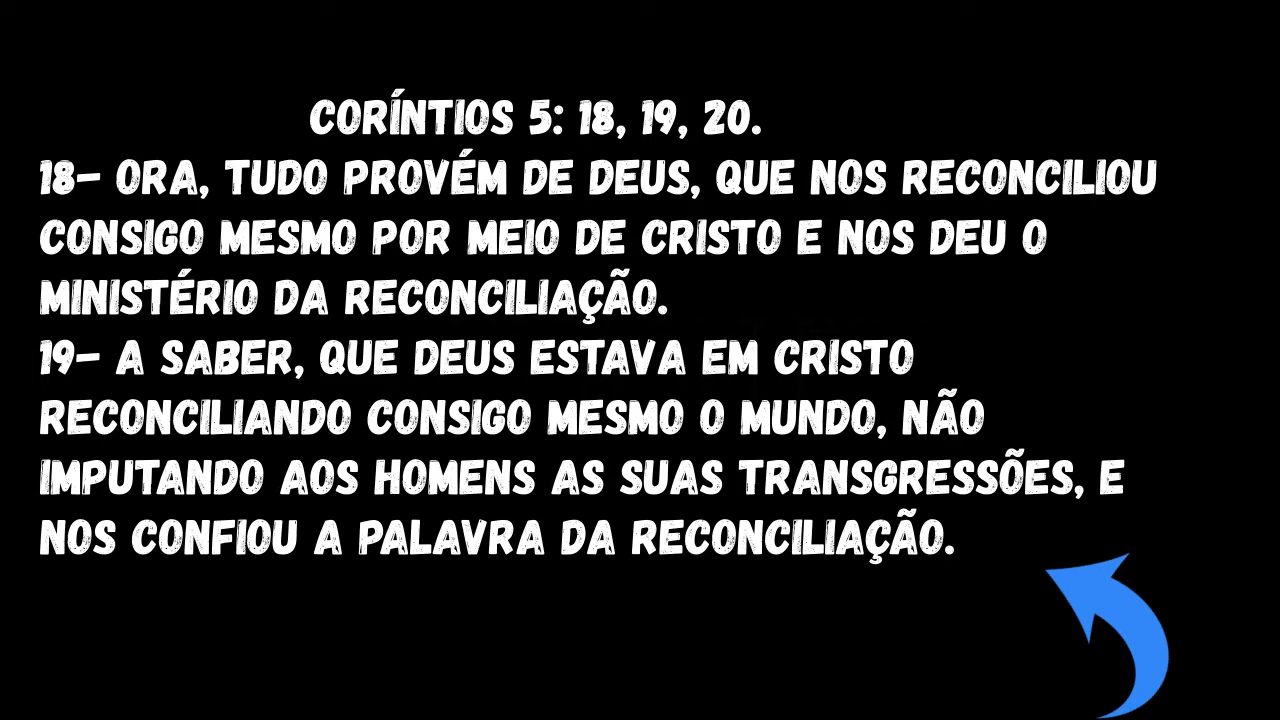 CORÍNTIOS 5: 18, 19, 20.
18- ORA, TUDO PROVÉM DE DEUS, QUE NOS RECONCILIOU
CONSIGO MESMO POR MEIO DE CRISTO E NOS DEU O
MINISTÉRIO DA RECONCILIAÇÃO.
19- A SABER, QUE DEUS ESTAVA EM CRISTO
RECONCILIANDO CONSIGO MESMO O MUNDO, NÃO
IMPUTANDO AOS HOMENS AS SUAS TRANSGRESSÕES, E
NOS CONFIOU A PALAVRA DA RECONCILIAÇÃO.